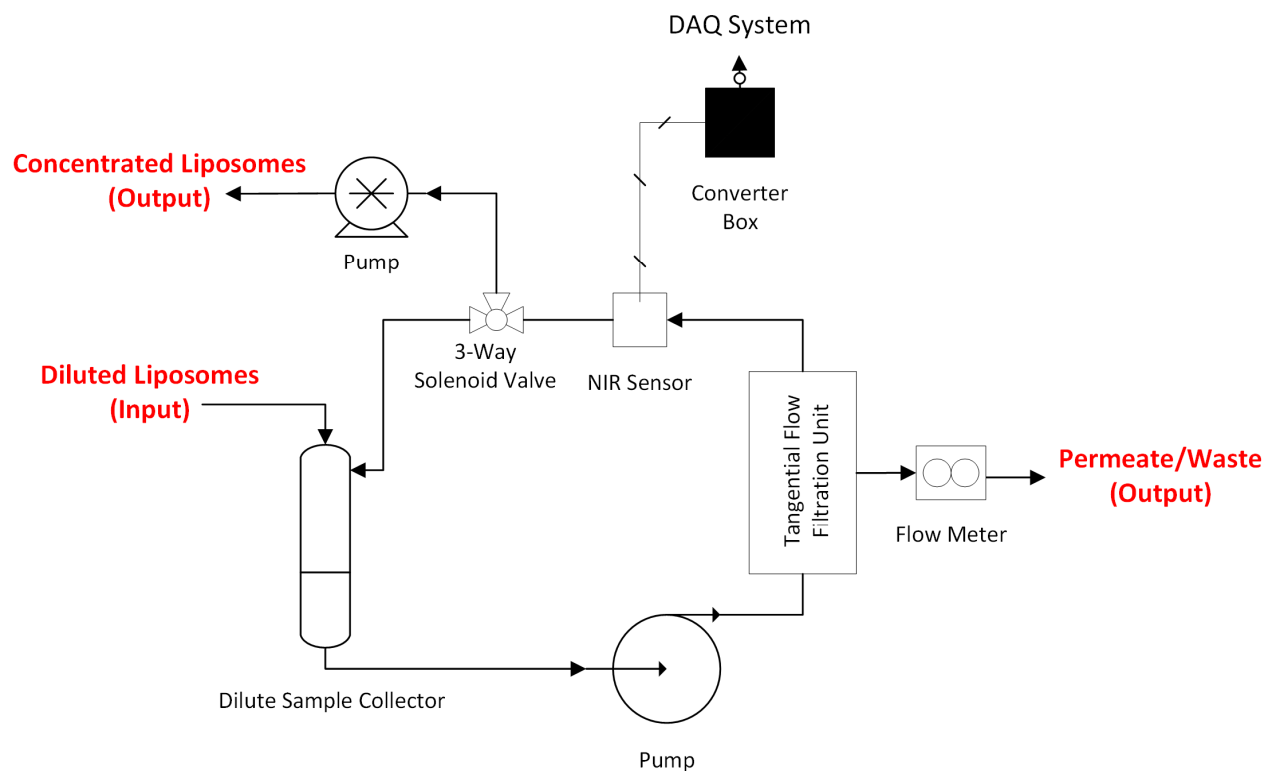 DAQ System
Concentrated Liposomes
(Output)
Converter
Box
Pump
3-Way
Solenoid Valve
NIR Sensor
Diluted Liposomes
(Input)
Tangential Flow
Filtration Unit
Permeate/Waste
(Output)
Flow Meter
Dilute Sample Collector
Pump